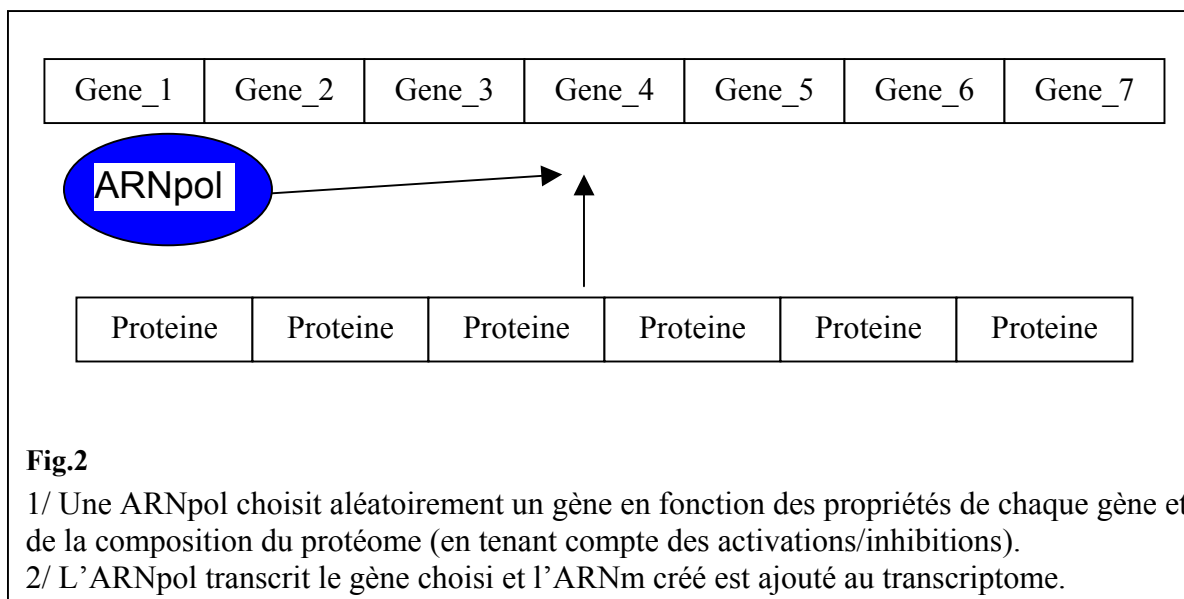 Gene_1 Gene_2 Gene_3 Gene_4 Gene_5 Gene_6 Gene_7
ARNpol
Proteine Proteine Proteine Proteine Proteine Proteine
Fig.2
1/ Une ARNpol choisit aléatoirement un gène en fonction des propriétés de chaque gène et
de la composition du protéome (en tenant compte des activations/inhibitions).
2/ L’ARNpol transcrit le gène choisi et l’ARNm créé est ajouté au transcriptome.